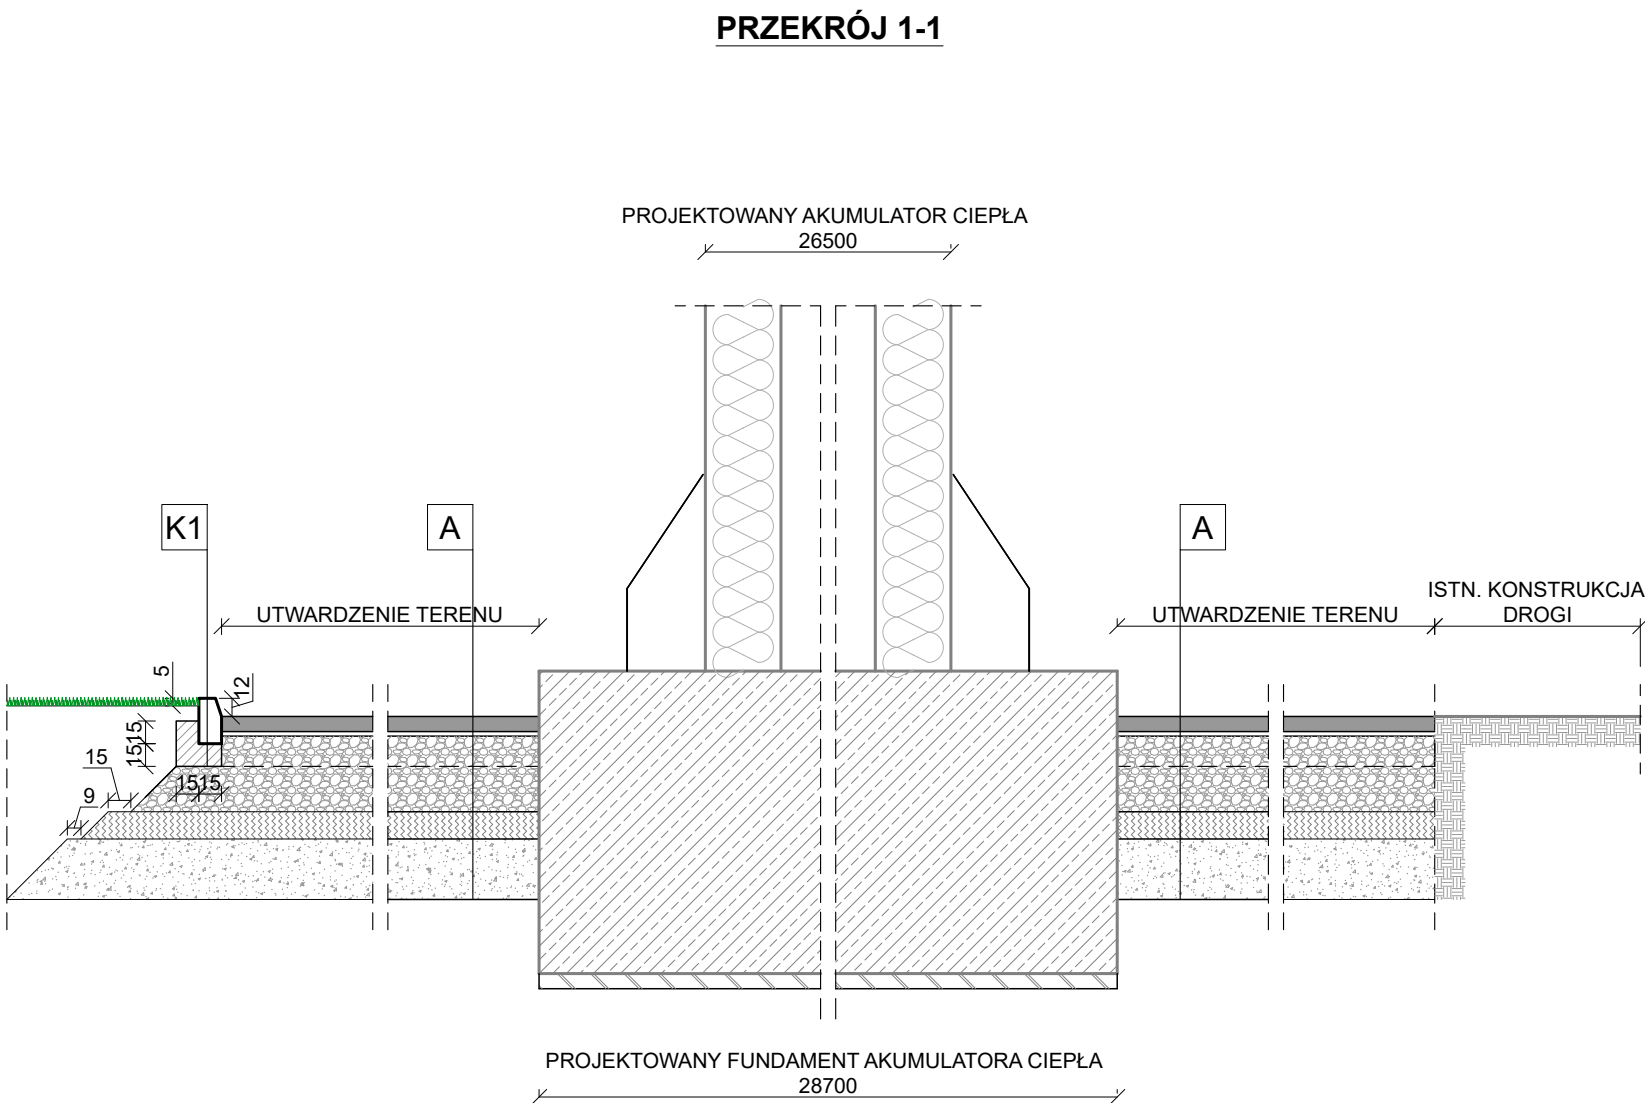 PRZEKRÓJ 1-1
PROJEKTOWANY AKUMULATOR CIEPŁA
26500
K1
A
A
UTWARDZENIE TERENU
UTWARDZENIE TERENU
ISTN. KONSTRUKCJA
DROGI
5
12
15
15
15
15
15
9
PROJEKTOWANY FUNDAMENT AKUMULATORA CIEPŁA
28700